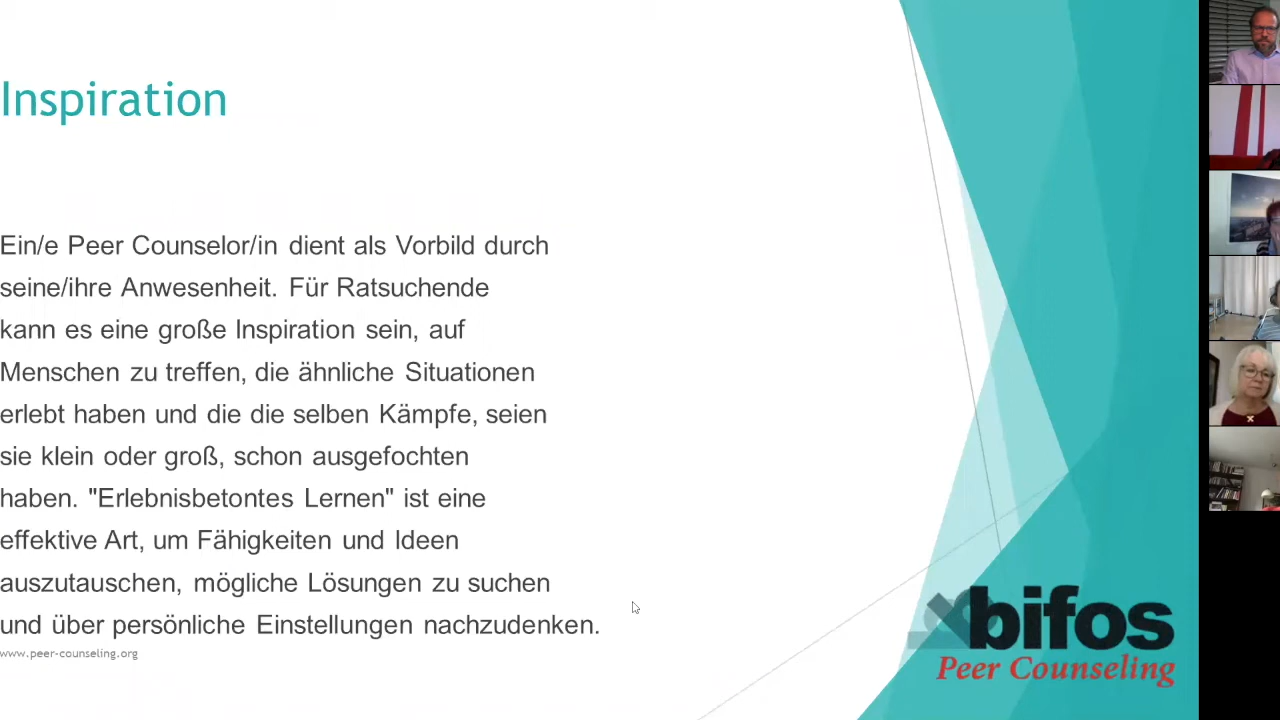 Inspiration
Ein/e Peer Counselor/in dient als Vorbild durch
seine/ihre Anwesenheit. Für Ratsuchende
kann es eine große Inspiration sein, auf
Menschen zu treffen, die ähnliche Situationen
erlebt haben und die die selben Kämpfe, seien
sie klein oder groß, schon ausgefochten
haben. "Erlebnisbetontes Lernen" ist eine
effektive Art, um Fähigkeiten und Ideen
auszutauschen, mögliche Lösungen zu suchen
und über persönliche Einstellungen nachzudenken.
www.peer-counseling.org
bifos
Peer Counseling